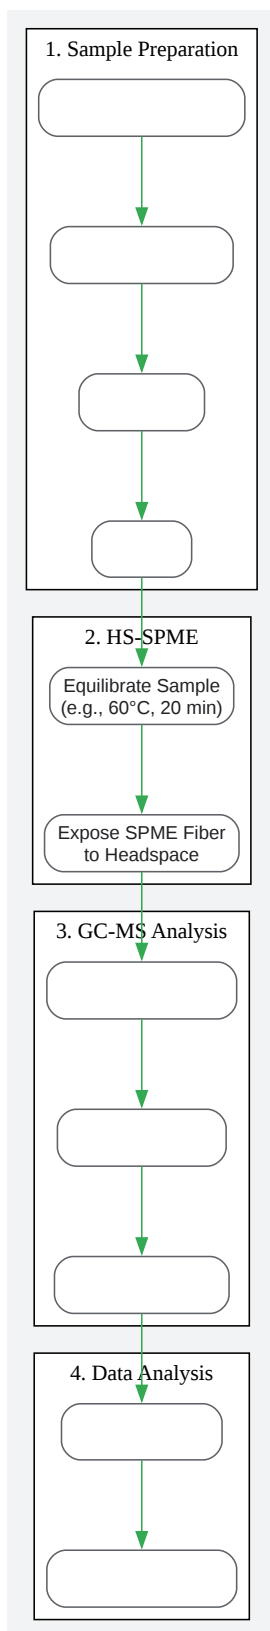 1. Sample Preparation
2. HS-SPME
Equilibrate Sample
(e.g., 60°C, 20 min)
Expose SPME Fiber
to Headspace
3. GC-MS Analysis
4. Data Analysis